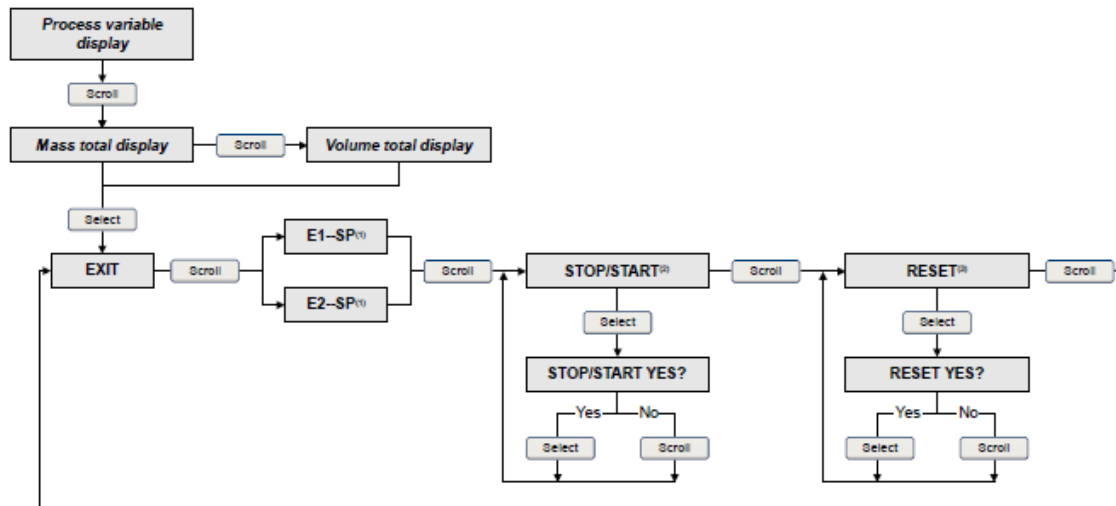 Process variable
display
Scroll
Mass total display
Scroll
Volume total display
Select
EXIT
Scroll
E1--SP(1)
E2--SP(1)
Scroll
STOP/START(2)
Scroll
RESET(3)
Scroll
Select
Select
STOP/START YES?
RESET YES?
Yes
No
Yes
No
Select
Scroll
Select
Scroll